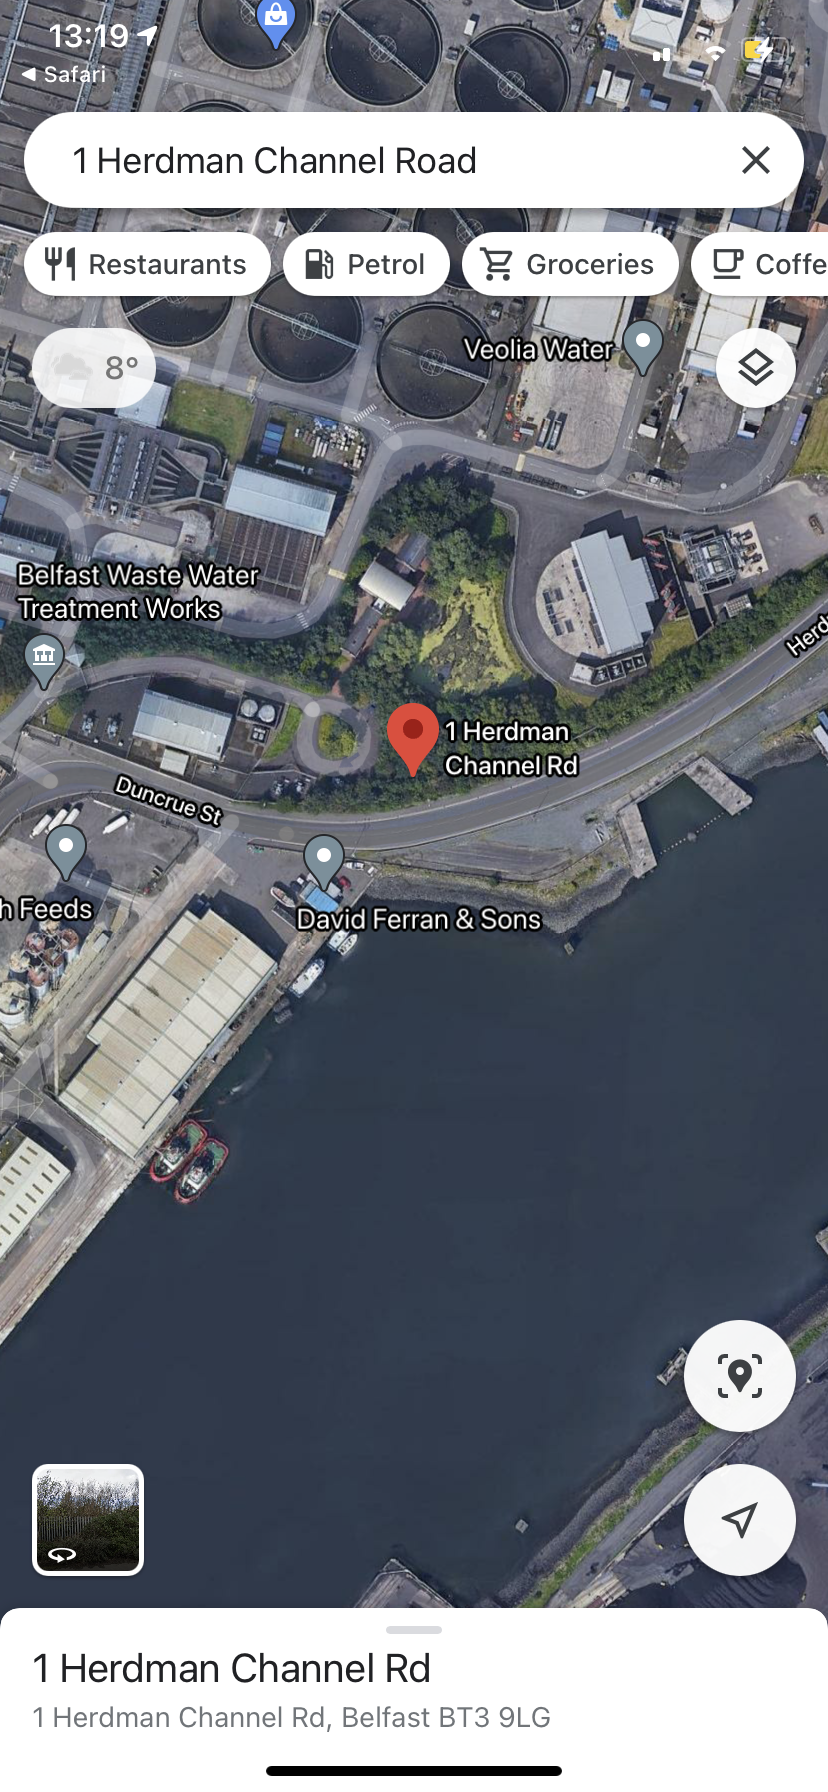 13:19
◀ Safari
1 Herdman Channel Road
Restaurants
Petrol
Groceries
Coffe
8°
Veolia Water
Belfast Waste Water
Treatment Works
Herd
1 Herdman
Channel Rd
Duncrue St
h Feeds
David Ferran & Sons
1 Herdman Channel Rd
1 Herdman Channel Rd, Belfast BT3 9LG